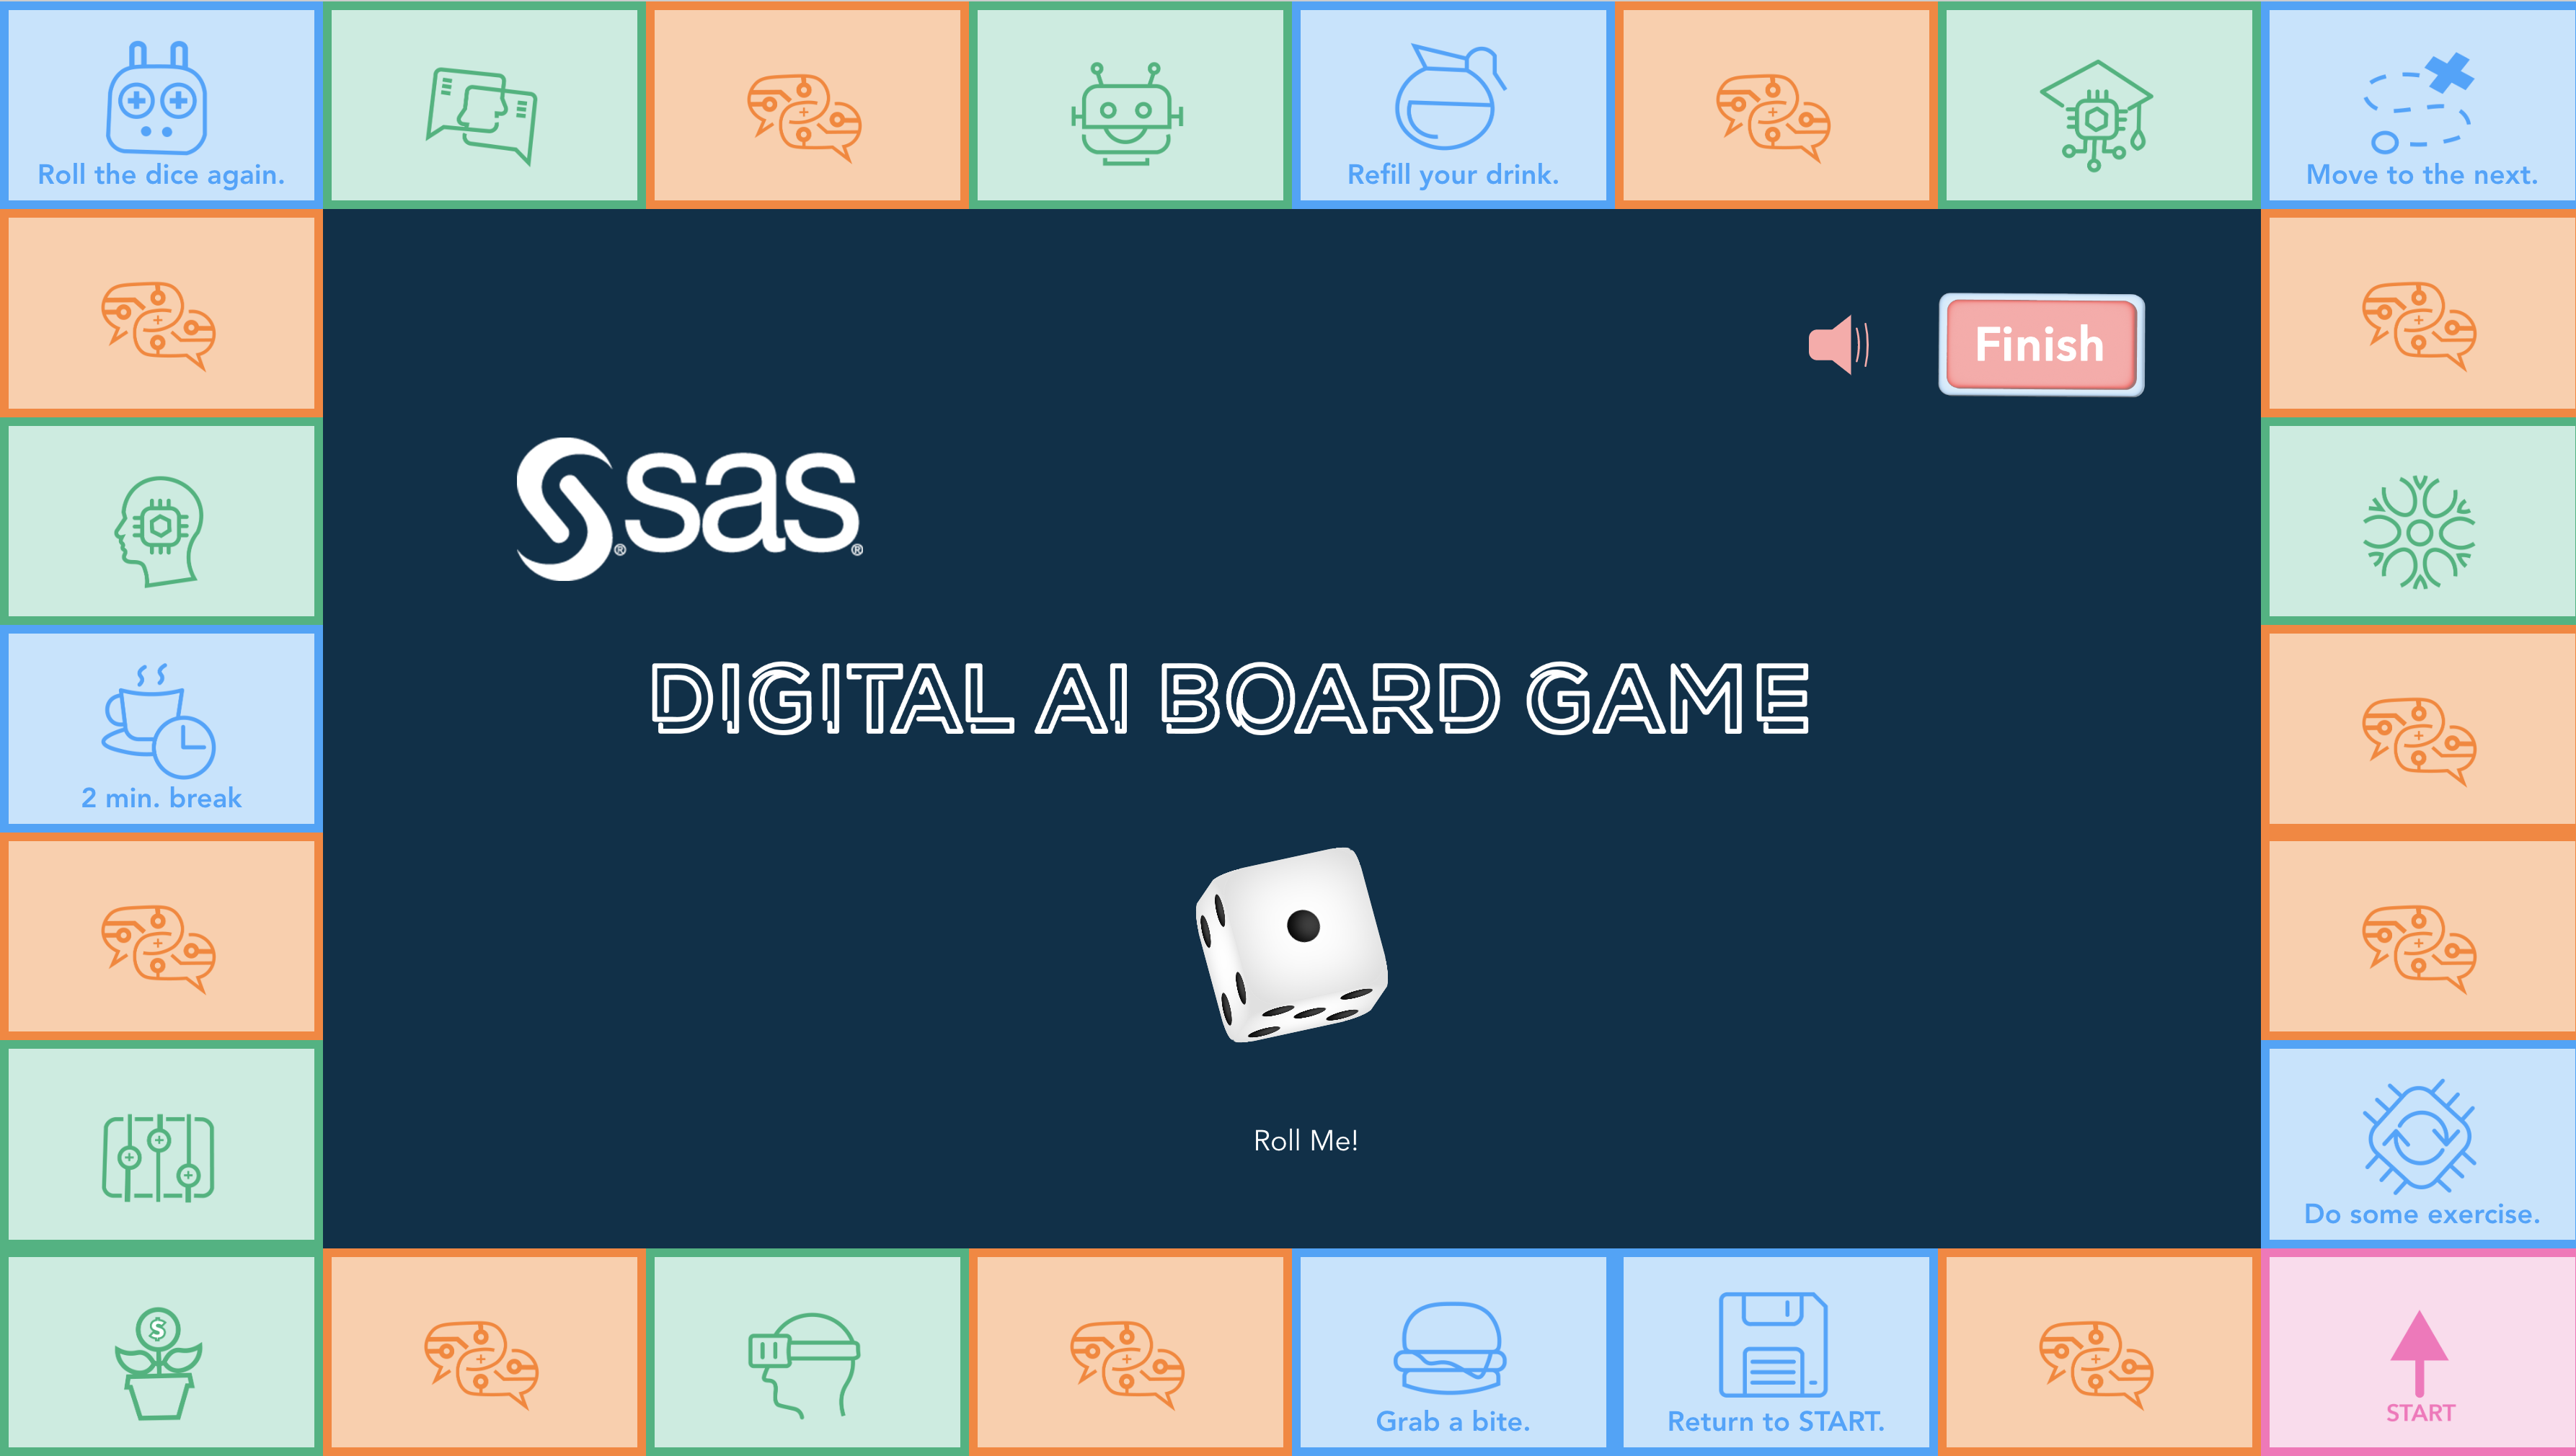 Roll the dice again.
Refill your drink.
Move to the next.
Finish
S® sas®
DIGITAL AI BOARD GAME
2 min. break
Roll Me!
Do some exercise.
$
Grab a bite.
Return to START.
START